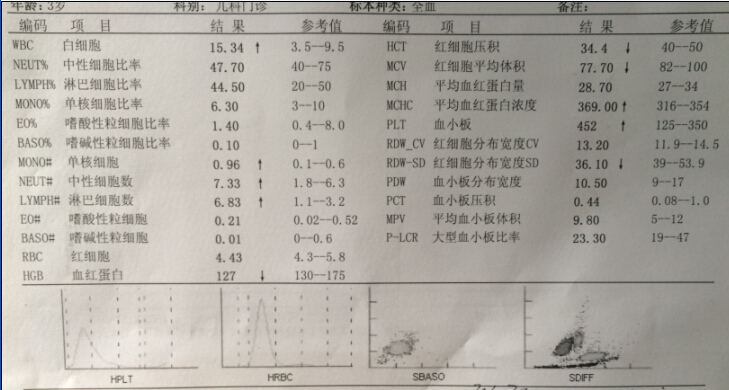 年龄:3岁 科别: 儿科门诊 标本种类:全血 备注:
编码 项 目 结 果 参考值 编码 项 目 结 果 参考值
WBC 白细胞 15.34 ↑ 3.5--9.5 HCT 红细胞压积 34.4 ↓ 40--50
NEUT% 中性细胞比率 47.70 40--75 MCV 红细胞平均体积 77.70 ↓ 82--100
LYMPH% 淋巴细胞比率 44.50 20--50 MCH 平均血红蛋白量 28.70 27--34
MONO% 单核细胞比率 6.30 3--10 MCHC 平均血红蛋白浓度 369.00↑ 316--354
EO% 嗜酸性粒细胞比率 1.40 0.4--8.0 PLT 血小板 452 ↑ 125--350
BASO% 嗜碱性粒细胞比率 0.10 0--1 RDW_CV 红细胞分布宽度CV 13.20 11.9--14.5
MONO# 单核细胞 0.96 ↑ 0.1--0.6 RDW-SD 红细胞分布宽度SD 36.10 ↓ 39--53.9
NEUT# 中性细胞数 7.33 ↑ 1.8--6.3 PDW 血小板分布宽度 10.50 9--17
LYMPH# 淋巴细胞数 6.83 ↑ 1.1--3.2 PCT 血小板压积 0.44 0.08--1.0
EO# 嗜酸性粒细胞 0.21 0.02--0.52 MPV 平均血小板体积 9.80 5--12
BASO# 嗜碱性粒细胞 0.01 0--0.6 P-LCR 大型血小板比率 23.30 19--47
RBC 红细胞 4.43 4.3--5.8
HGB 血红蛋白 127 ↓ 130--175
HPLT HRBC SBASO SDIFF